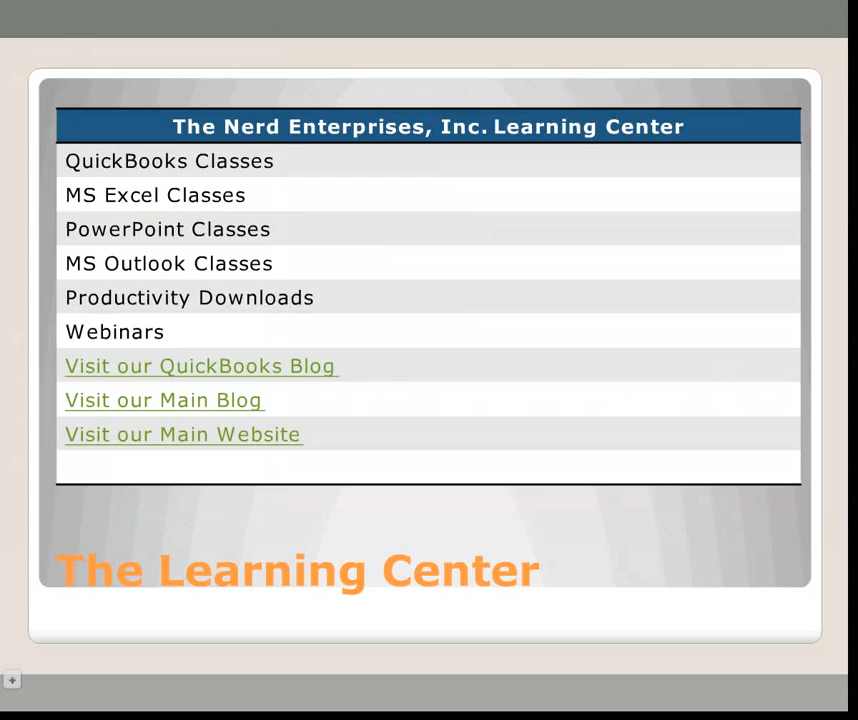 The Nerd Enterprises, Inc. Learning Center
QuickBooks Classes
MS Excel Classes
PowerPoint Classes
MS Outlook Classes
Productivity Downloads
Webinars
Visit our QuickBooks Blog
Visit our Main Blog
Visit our Main Website
The Learning Center